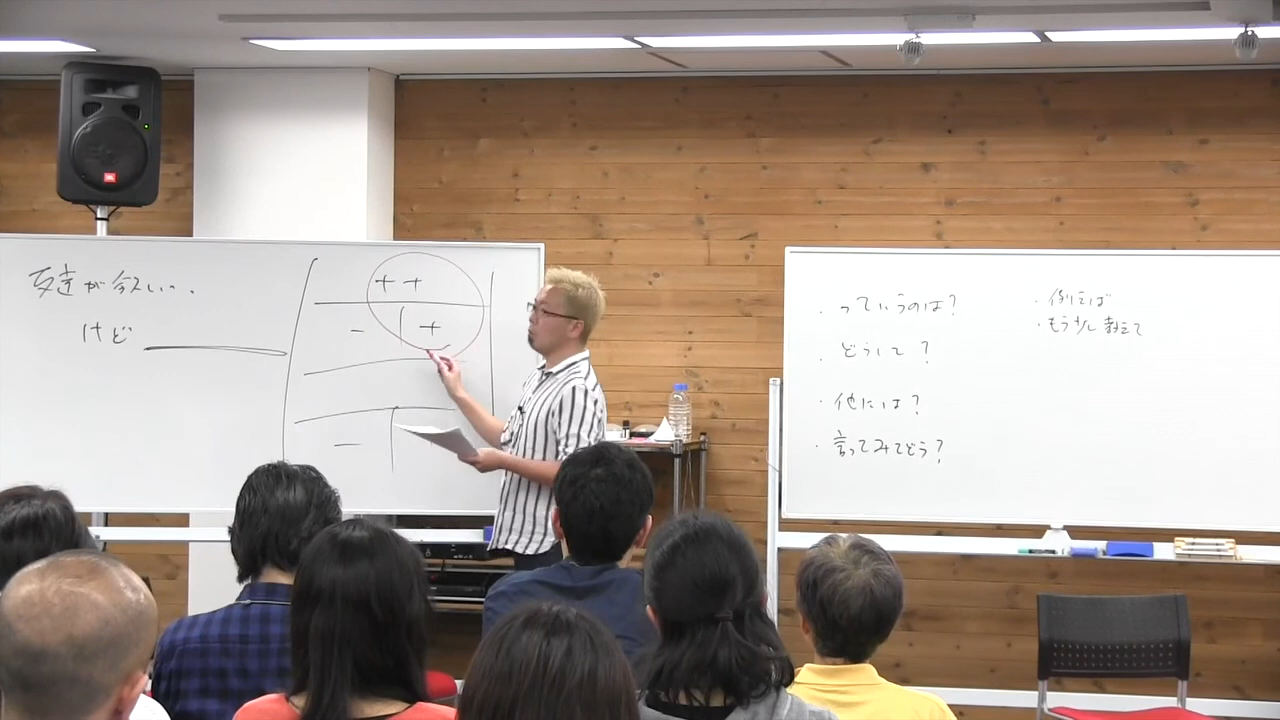 友達が欲しい、
けど
＋＋
－ ＋
－
・っていうのは？
・どうして？
・他には？
・言ってみてどう？
・例えば
・もう少し教えて
JBL